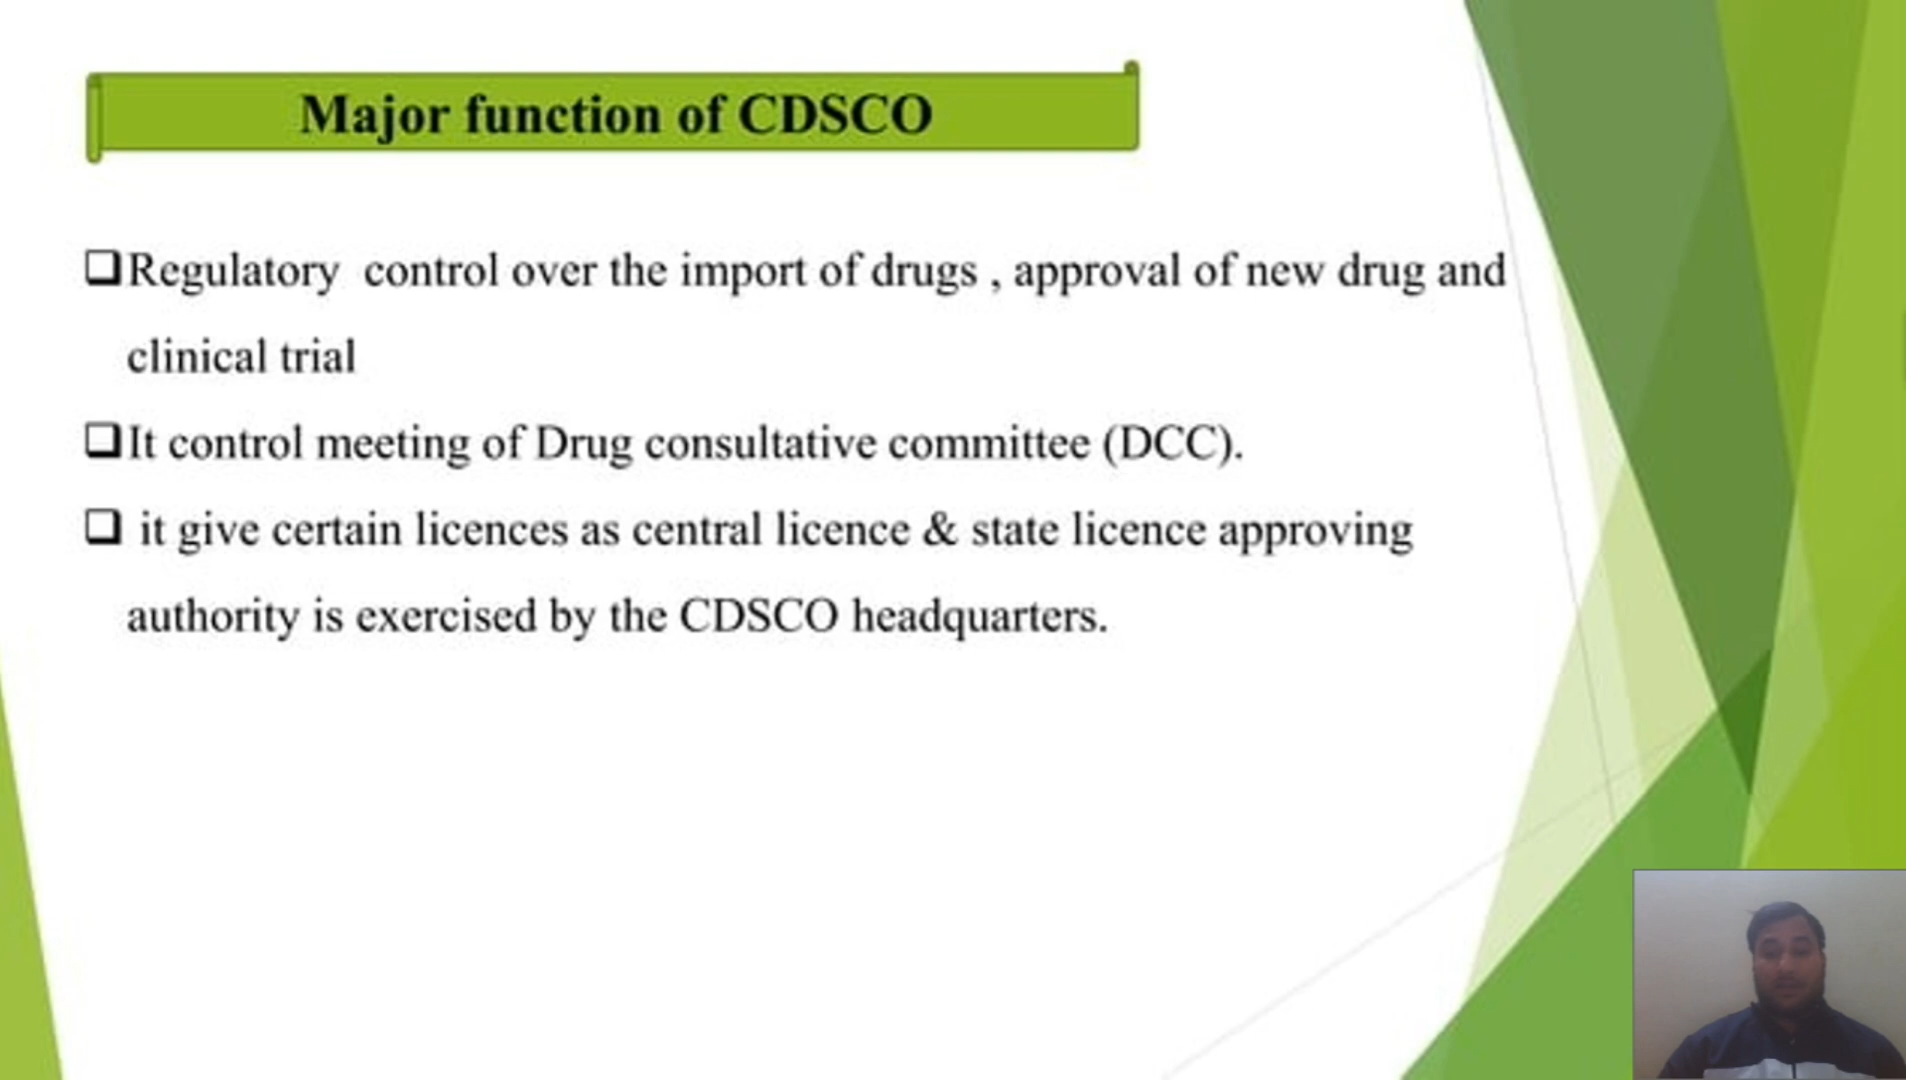 Major function of CDSCO
❑Regulatory control over the import of drugs , approval of new drug and
clinical trial
❑It control meeting of Drug consultative committee (DCC).
❑ it give certain licences as central licence & state licence approving
authority is exercised by the CDSCO headquarters.